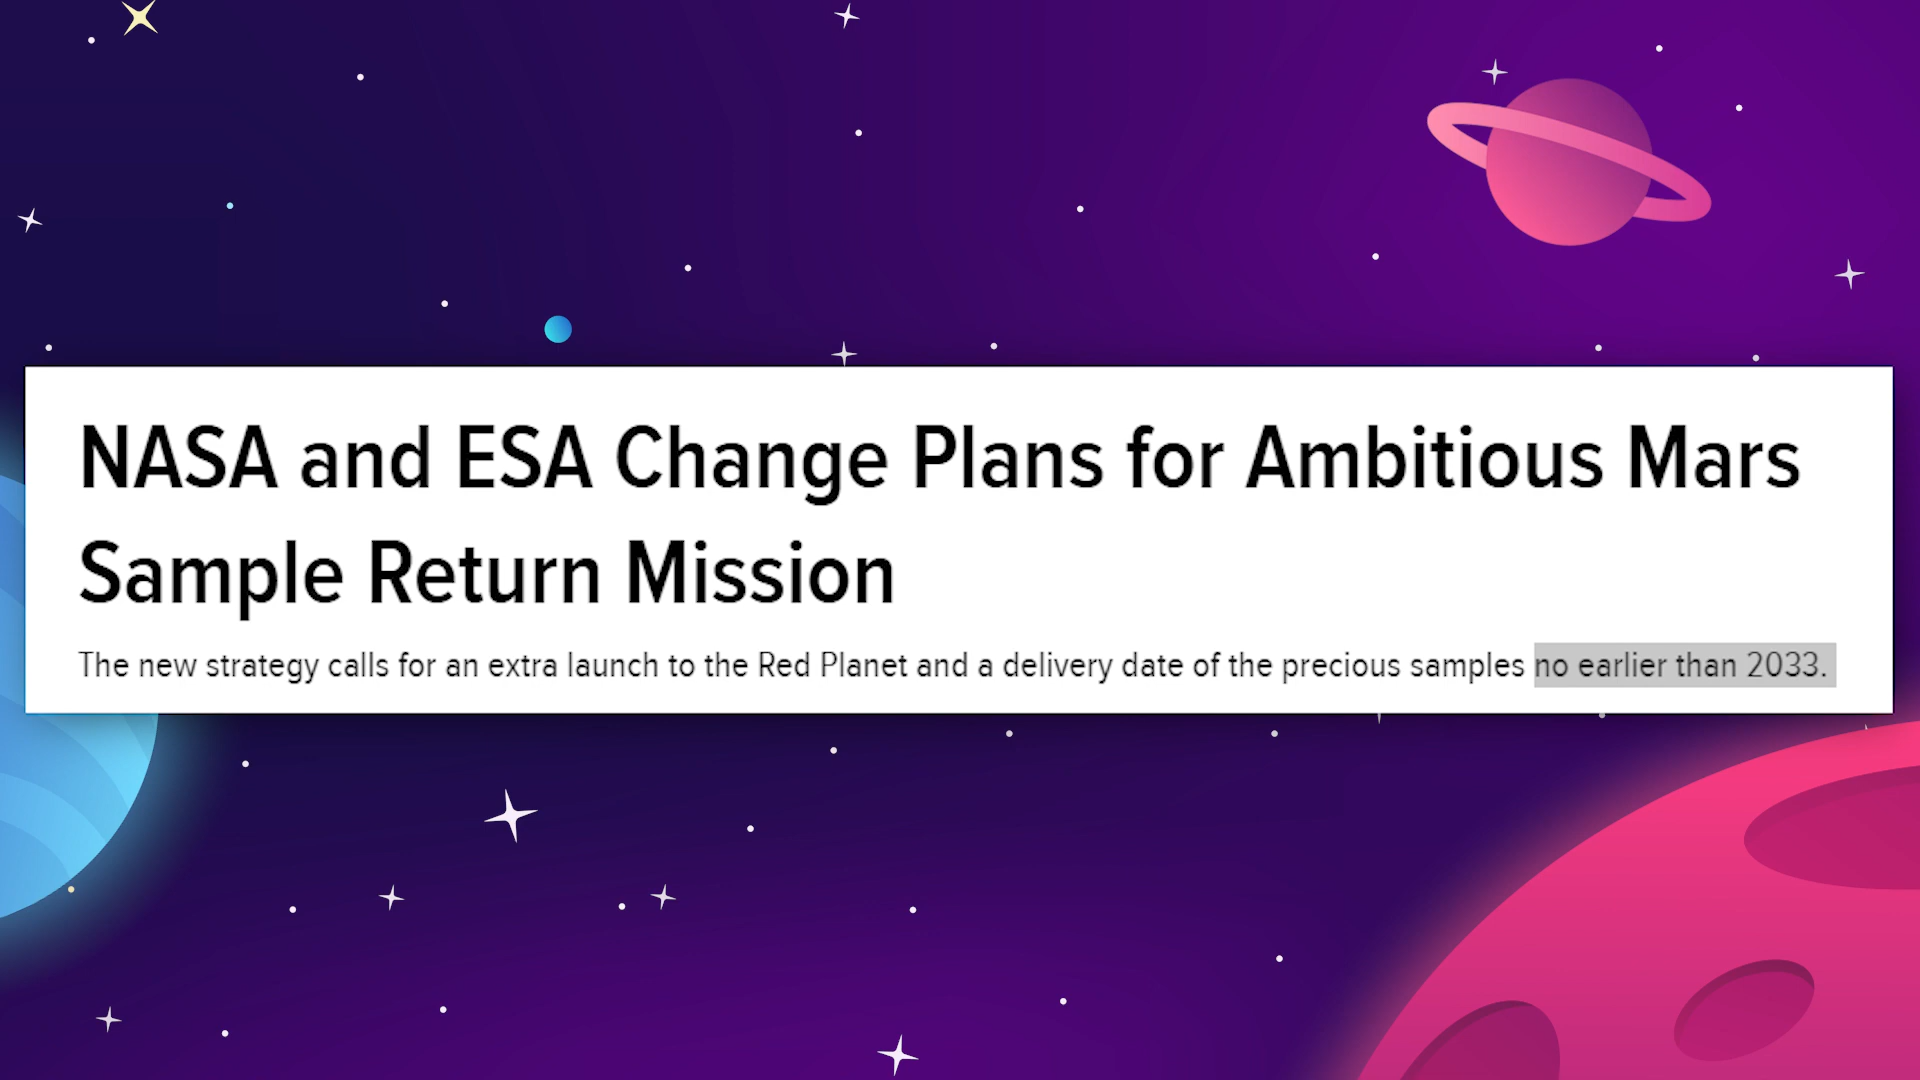 NASA and ESA Change Plans for Ambitious Mars
Sample Return Mission
The new strategy calls for an extra launch to the Red Planet and a delivery date of the precious samples no earlier than 2033.